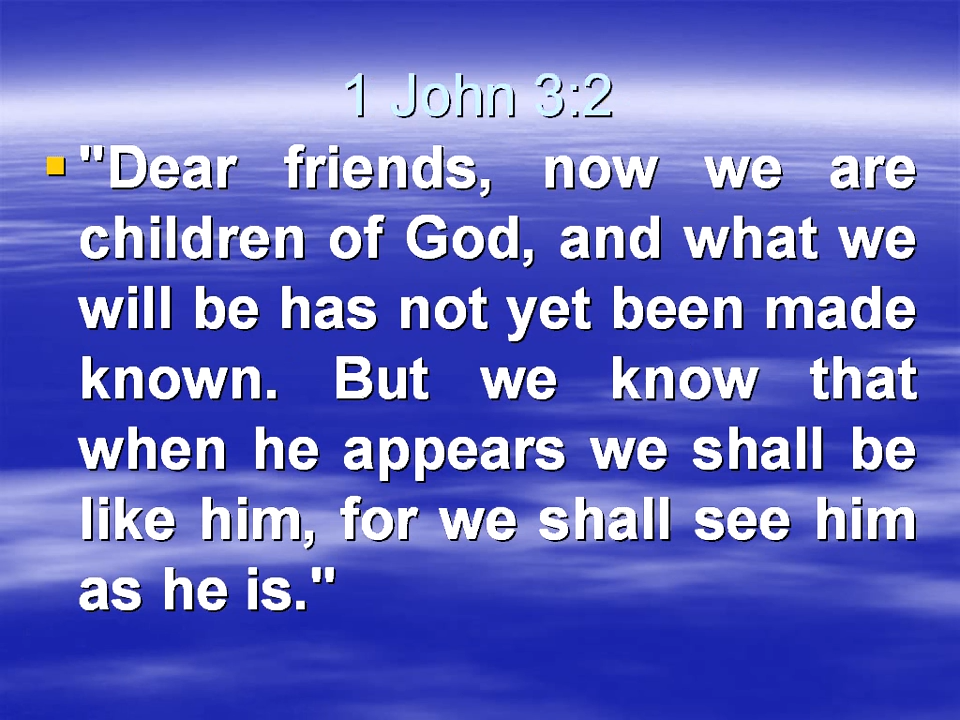 1 John 3:2
"Dear friends, now we are
children of God, and what we
will be has not yet been made
known. But we know that
when he appears we shall be
like him, for we shall see him
as he is."